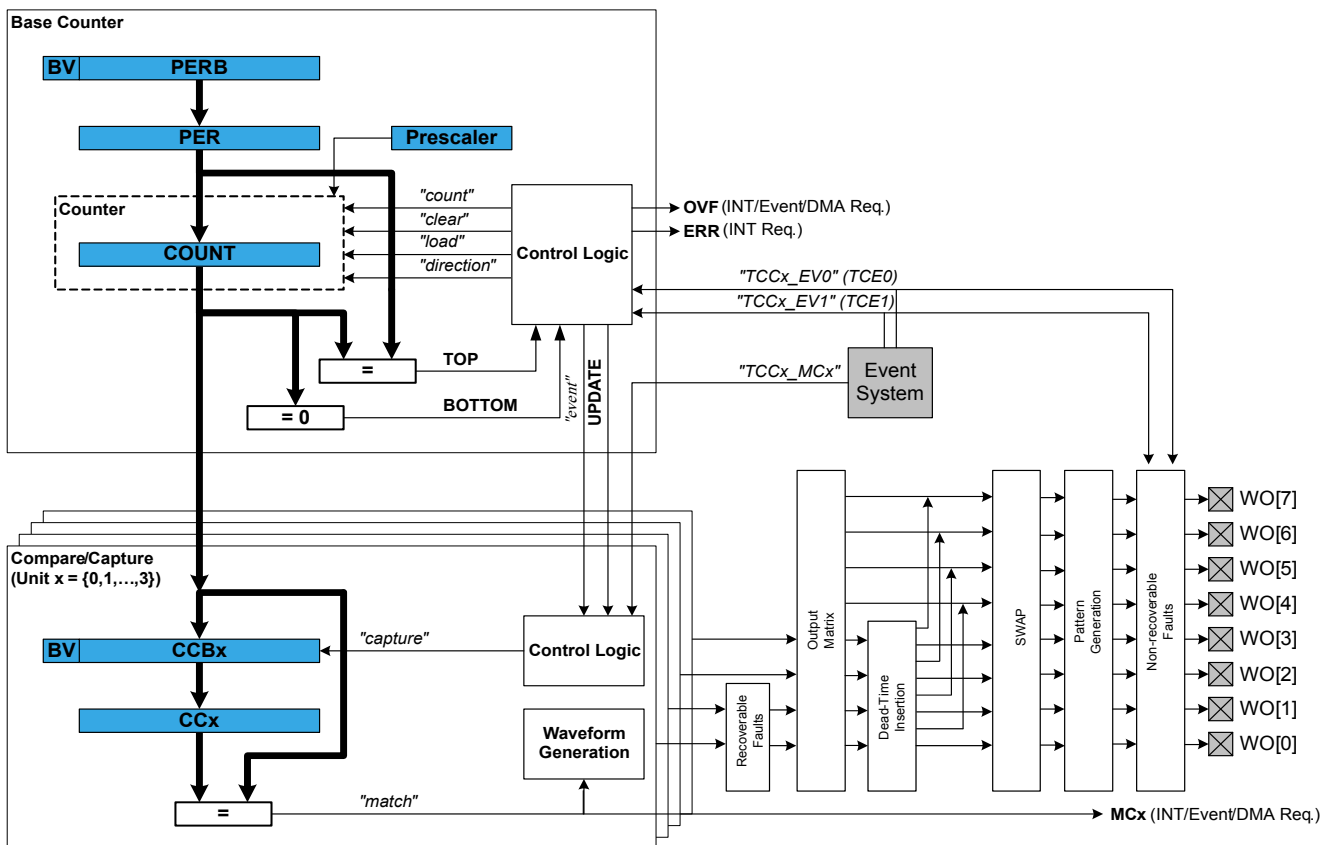 Base Counter
BV PERB
PER
Prescaler
Counter
COUNT
"count"
"clear"
"load"
"direction"
Control Logic
OVF (INT/Event/DMA Req.)
ERR (INT Req.)
"TCCx_EV0" (TCE0)
"TCCx_EV1" (TCE1)
"TCCx_MCx"
Event
System
=
TOP
= 0
BOTTOM
"event"
UPDATE
Compare/Capture
(Unit x = {0,1,…,3})
BV CCBx
"capture"
Control Logic
CCx
Waveform
Generation
=
"match"
Recoverable
Faults
Output
Matrix
Dead-Time
Insertion
SWAP
Pattern
Generation
Non-recoverable
Faults
WO[7]
WO[6]
WO[5]
WO[4]
WO[3]
WO[2]
WO[1]
WO[0]
MCx (INT/Event/DMA Req.)